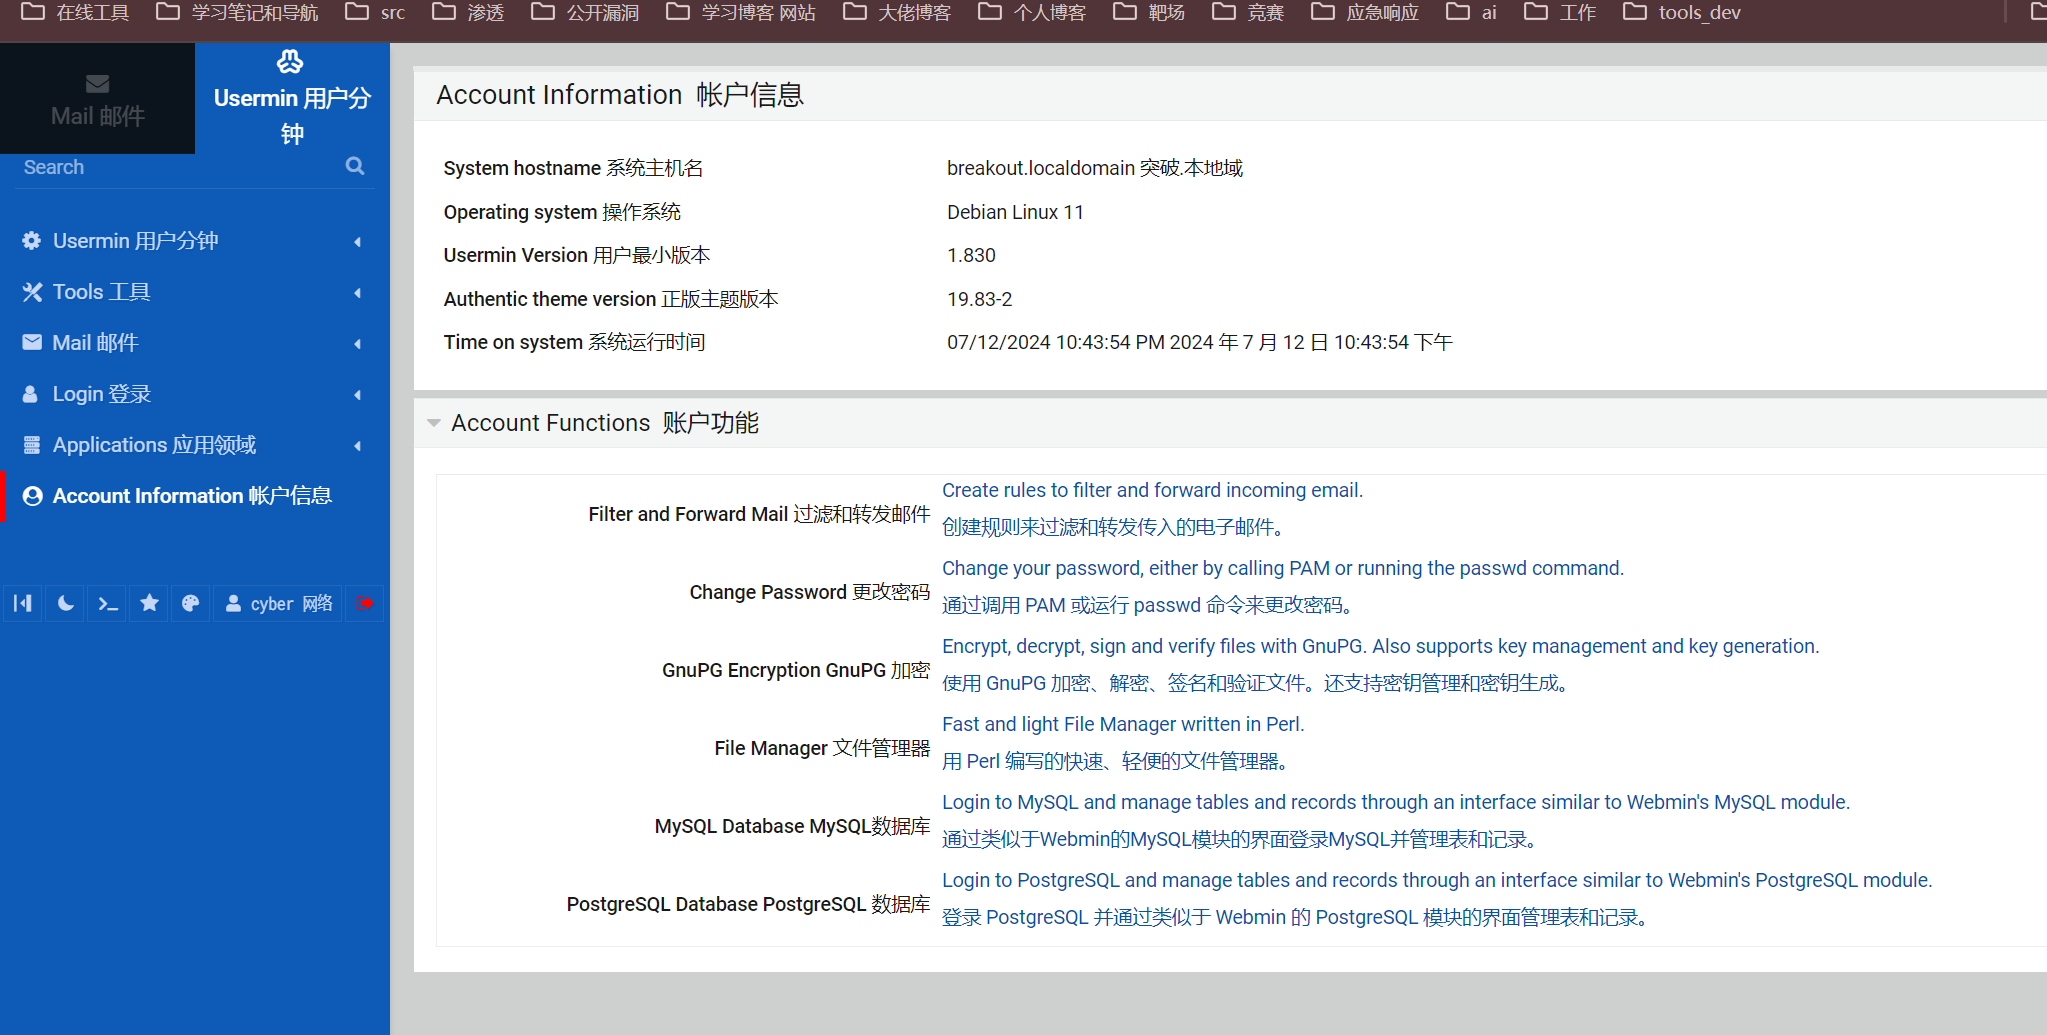 在线工具 学习笔记和导航 src 渗透 公开漏洞 学习博客 网站 大佬博客 个人博客 靶场 竞赛 应急响应 ai 工作 tools_dev
Mail 邮件
Usermin 用户分
钟
Search
Usermin 用户分钟
Tools 工具
Mail 邮件
Login 登录
Applications 应用领域
Account Information 帐户信息
cyber 网络
Account Information 帐户信息
System hostname 系统主机名 breakout.localdomain 突破.本地域
Operating system 操作系统 Debian Linux 11
Usermin Version 用户最小版本 1.830
Authentic theme version 正版主题版本 19.83-2
Time on system 系统运行时间 07/12/2024 10:43:54 PM 2024 年 7 月 12 日 10:43:54 下午
Account Functions 账户功能
Filter and Forward Mail 过滤和转发邮件
Create rules to filter and forward incoming email.
创建规则来过滤和转发传入的电子邮件。
Change Password 更改密码
Change your password, either by calling PAM or running the passwd command.
通过调用 PAM 或运行 passwd 命令来更改密码。
GnuPG Encryption GnuPG 加密
Encrypt, decrypt, sign and verify files with GnuPG. Also supports key management and key generation.
使用 GnuPG 加密、解密、签名和验证文件。还支持密钥管理和密钥生成。
File Manager 文件管理器
Fast and light File Manager written in Perl.
用 Perl 编写的快速、轻便的文件管理器。
MySQL Database MySQL数据库
Login to MySQL and manage tables and records through an interface similar to Webmin's MySQL module.
通过类似于Webmin的MySQL模块的界面登录MySQL并管理表和记录。
PostgreSQL Database PostgreSQL 数据库
Login to PostgreSQL and manage tables and records through an interface similar to Webmin's PostgreSQL module.
登录 PostgreSQL 并通过类似于 Webmin 的 PostgreSQL 模块的界面管理表和记录。